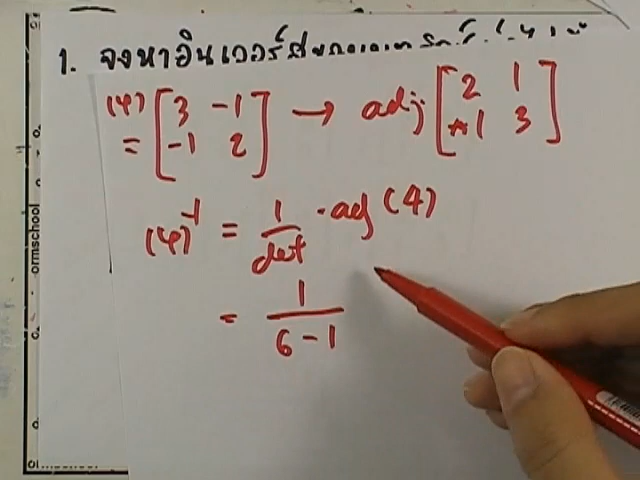 1. จงหาอินเวอร์ส
(4) = [3 -1; -1 2] → adj [2 1; 1 3]
(4)⁻¹ = 1/det · adj (4)
= 1/(6 - 1)
ormschool